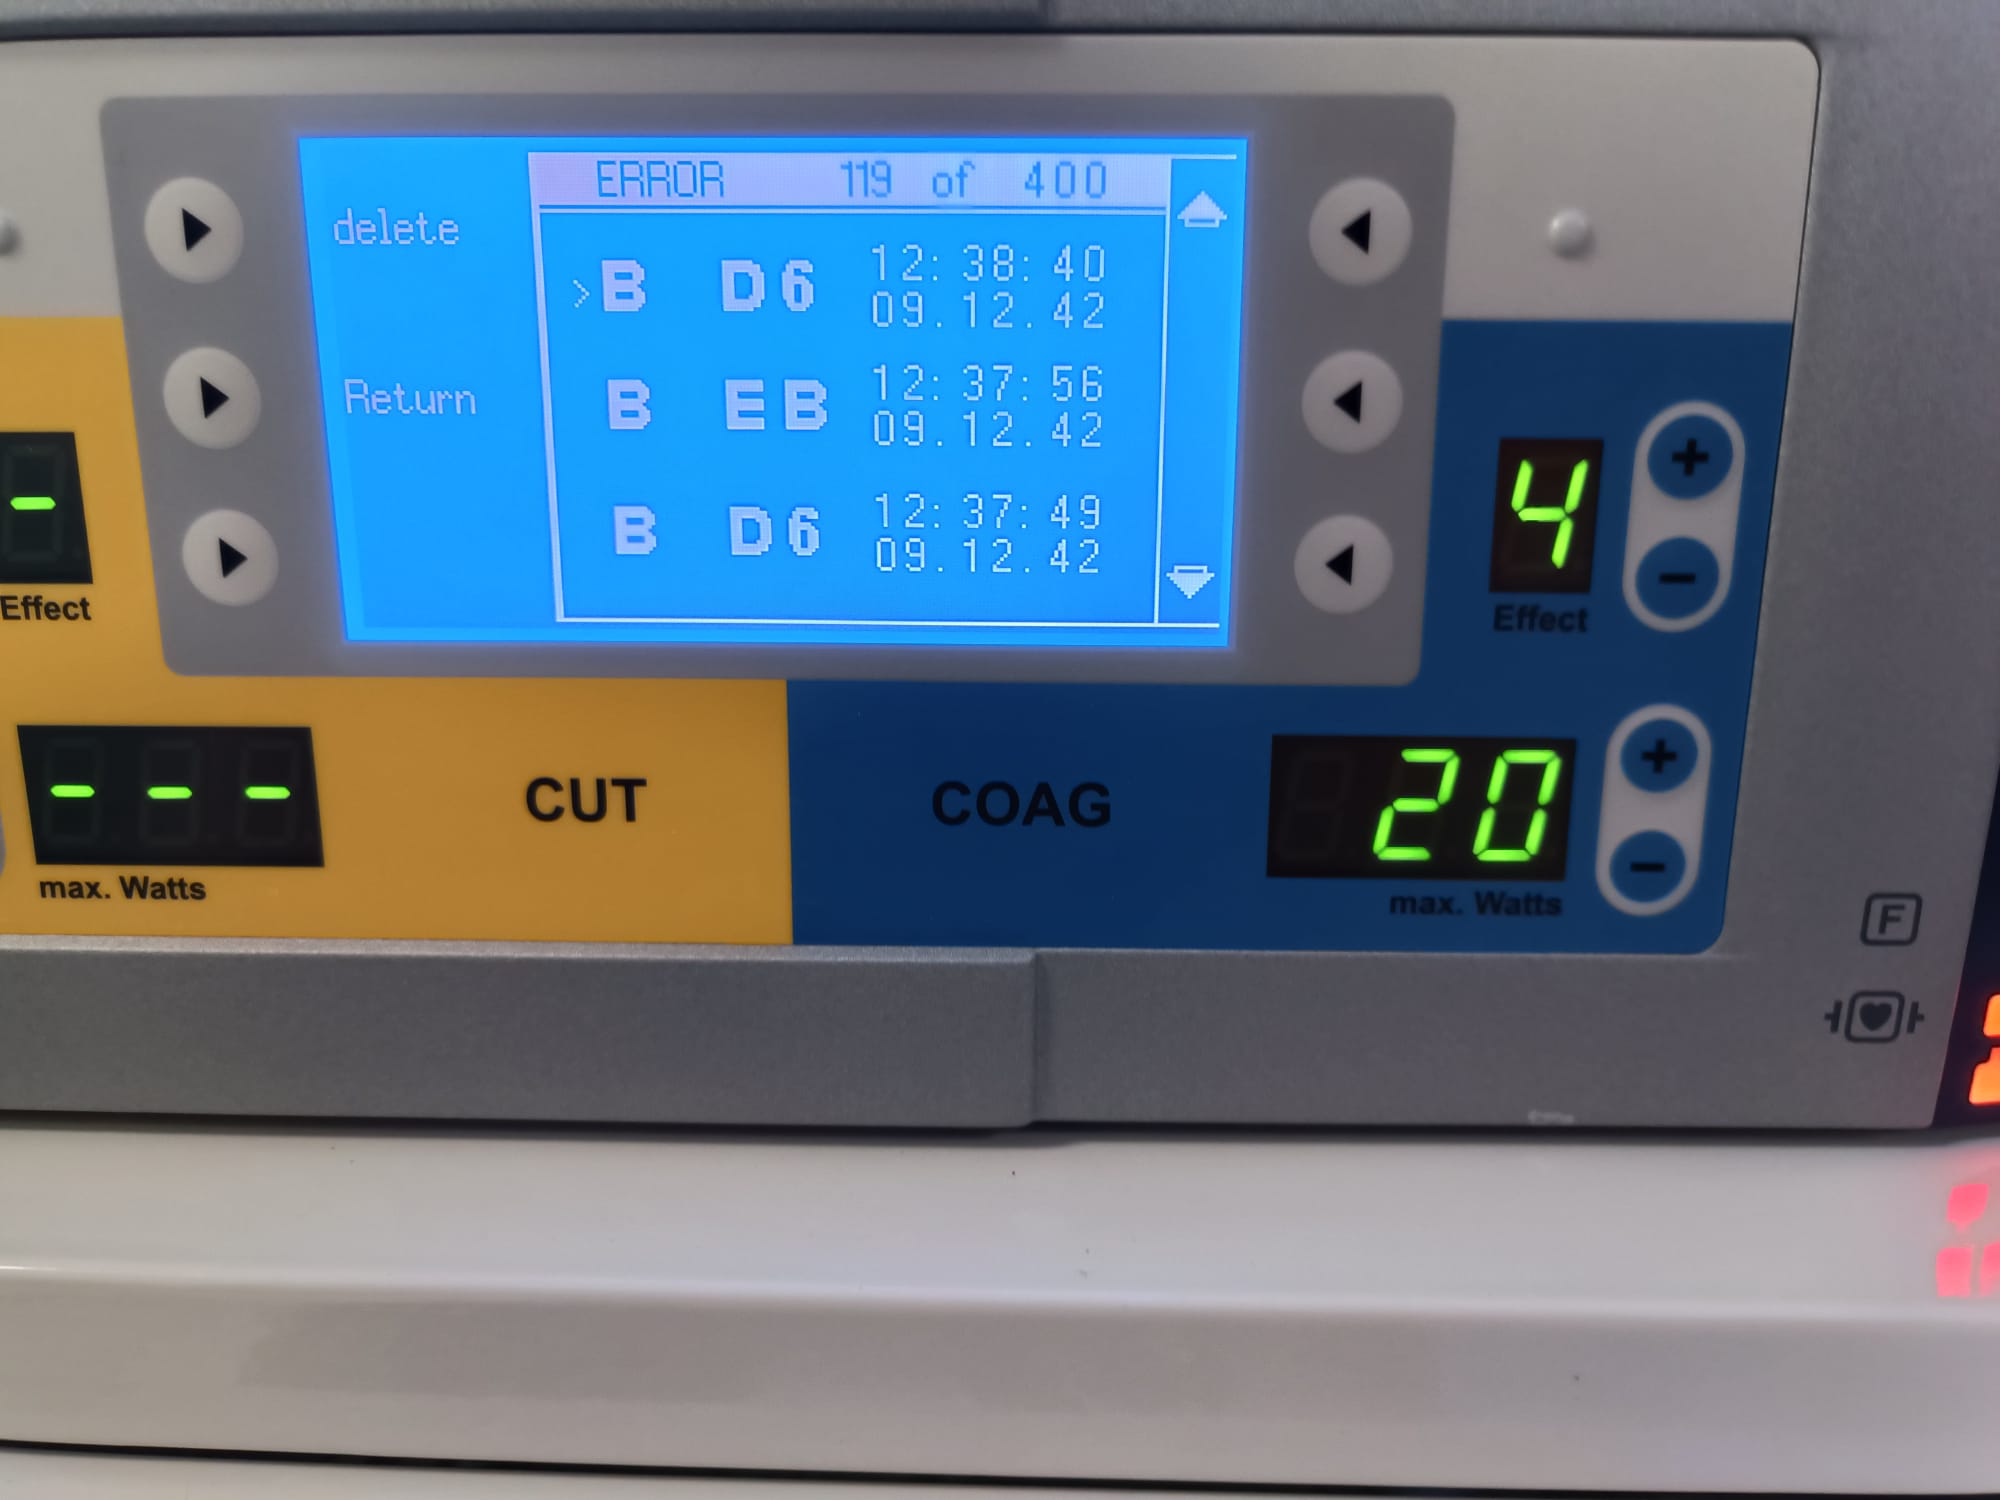 ERROR 119 of 400
delete
>B D6 12:38:40
09.12.42
Return
B EB 12:37:56
09.12.42
B D6 12:37:49
09.12.42
-
Effect
4
+
-
Effect
---
max. Watts
CUT
COAG
20
+
-
max. Watts
F